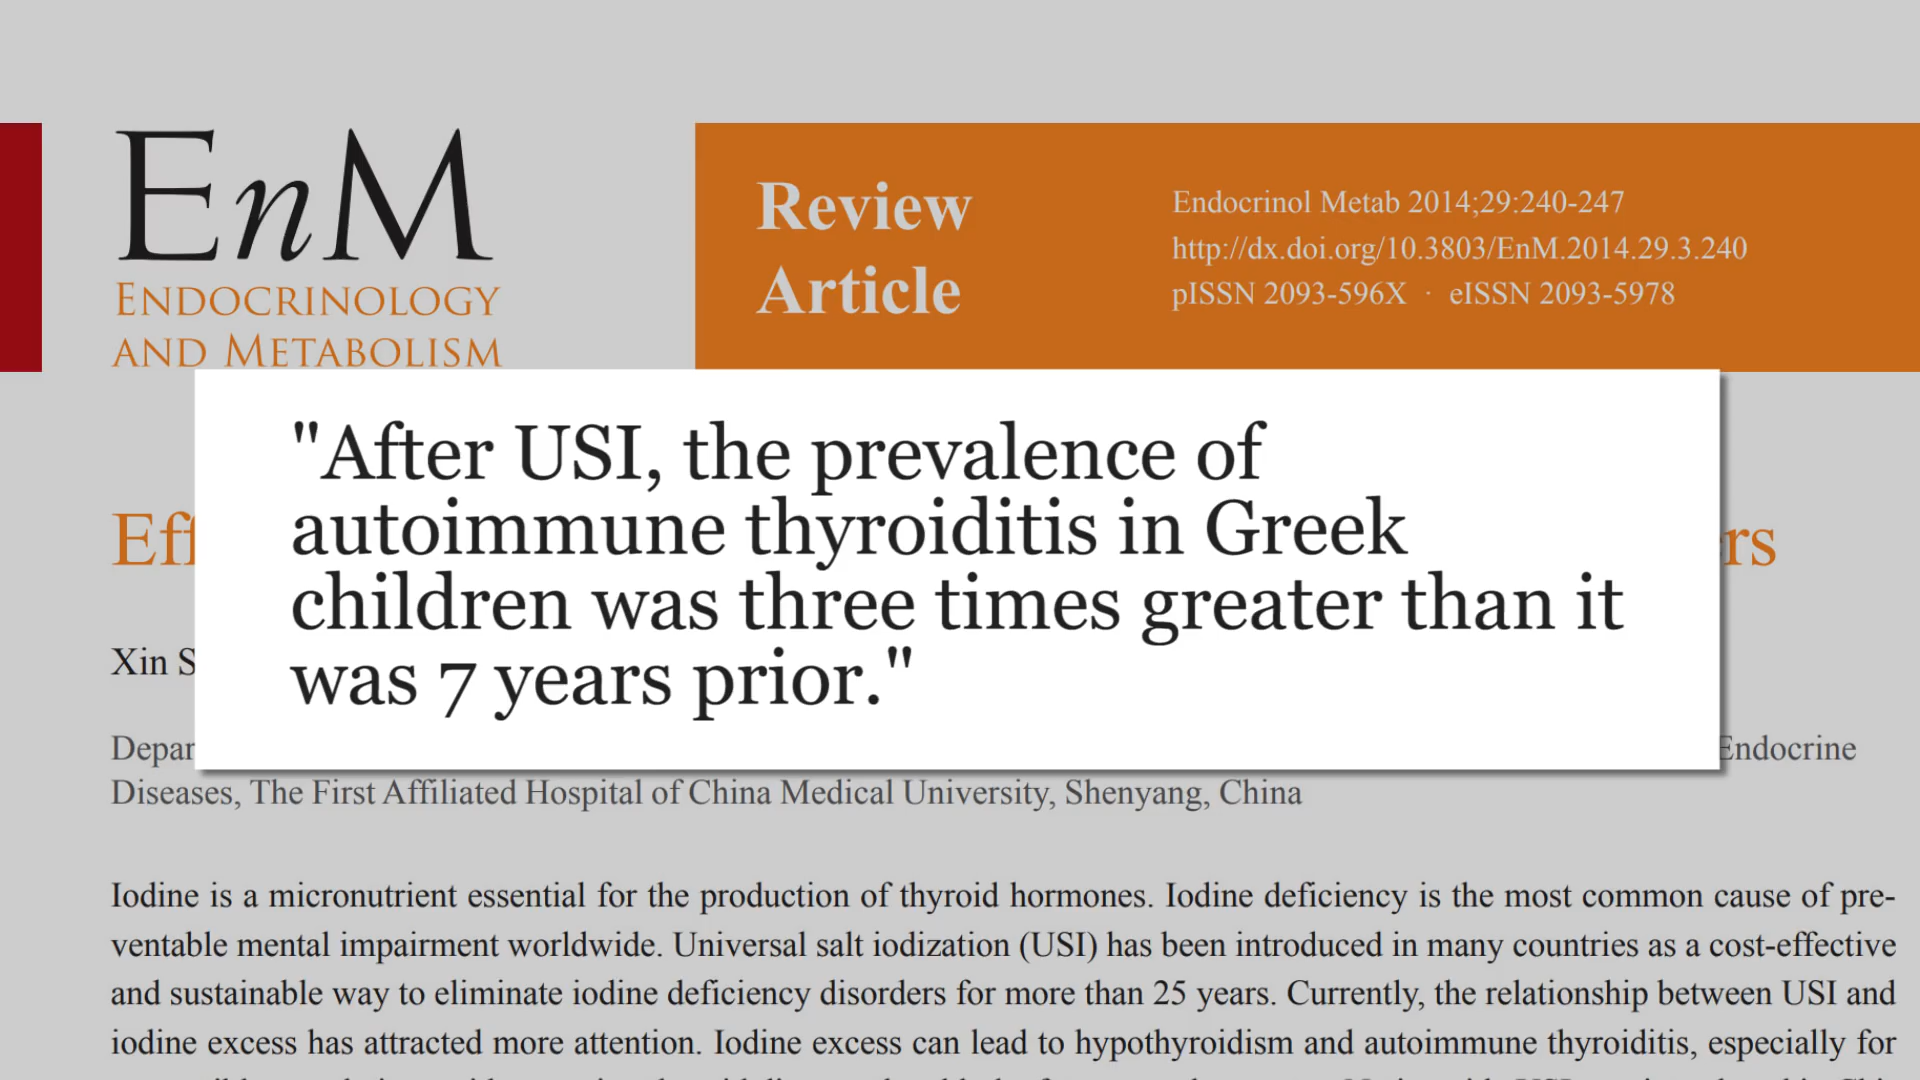 EnM
ENDOCRINOLOGY
AND METABOLISM
Review
Article
Endocrinol Metab 2014;29:240-247
http://dx.doi.org/10.3803/EnM.2014.29.3.240
pISSN 2093-596X · eISSN 2093-5978
"After USI, the prevalence of
autoimmune thyroiditis in Greek
children was three times greater than it
was 7 years prior."
Xin
Endocrine
Diseases, The First Affiliated Hospital of China Medical University, Shenyang, China
Iodine is a micronutrient essential for the production of thyroid hormones. Iodine deficiency is the most common cause of pre-
ventable mental impairment worldwide. Universal salt iodization (USI) has been introduced in many countries as a cost-effective
and sustainable way to eliminate iodine deficiency disorders for more than 25 years. Currently, the relationship between USI and
iodine excess has attracted more attention. Iodine excess can lead to hypothyroidism and autoimmune thyroiditis, especially for